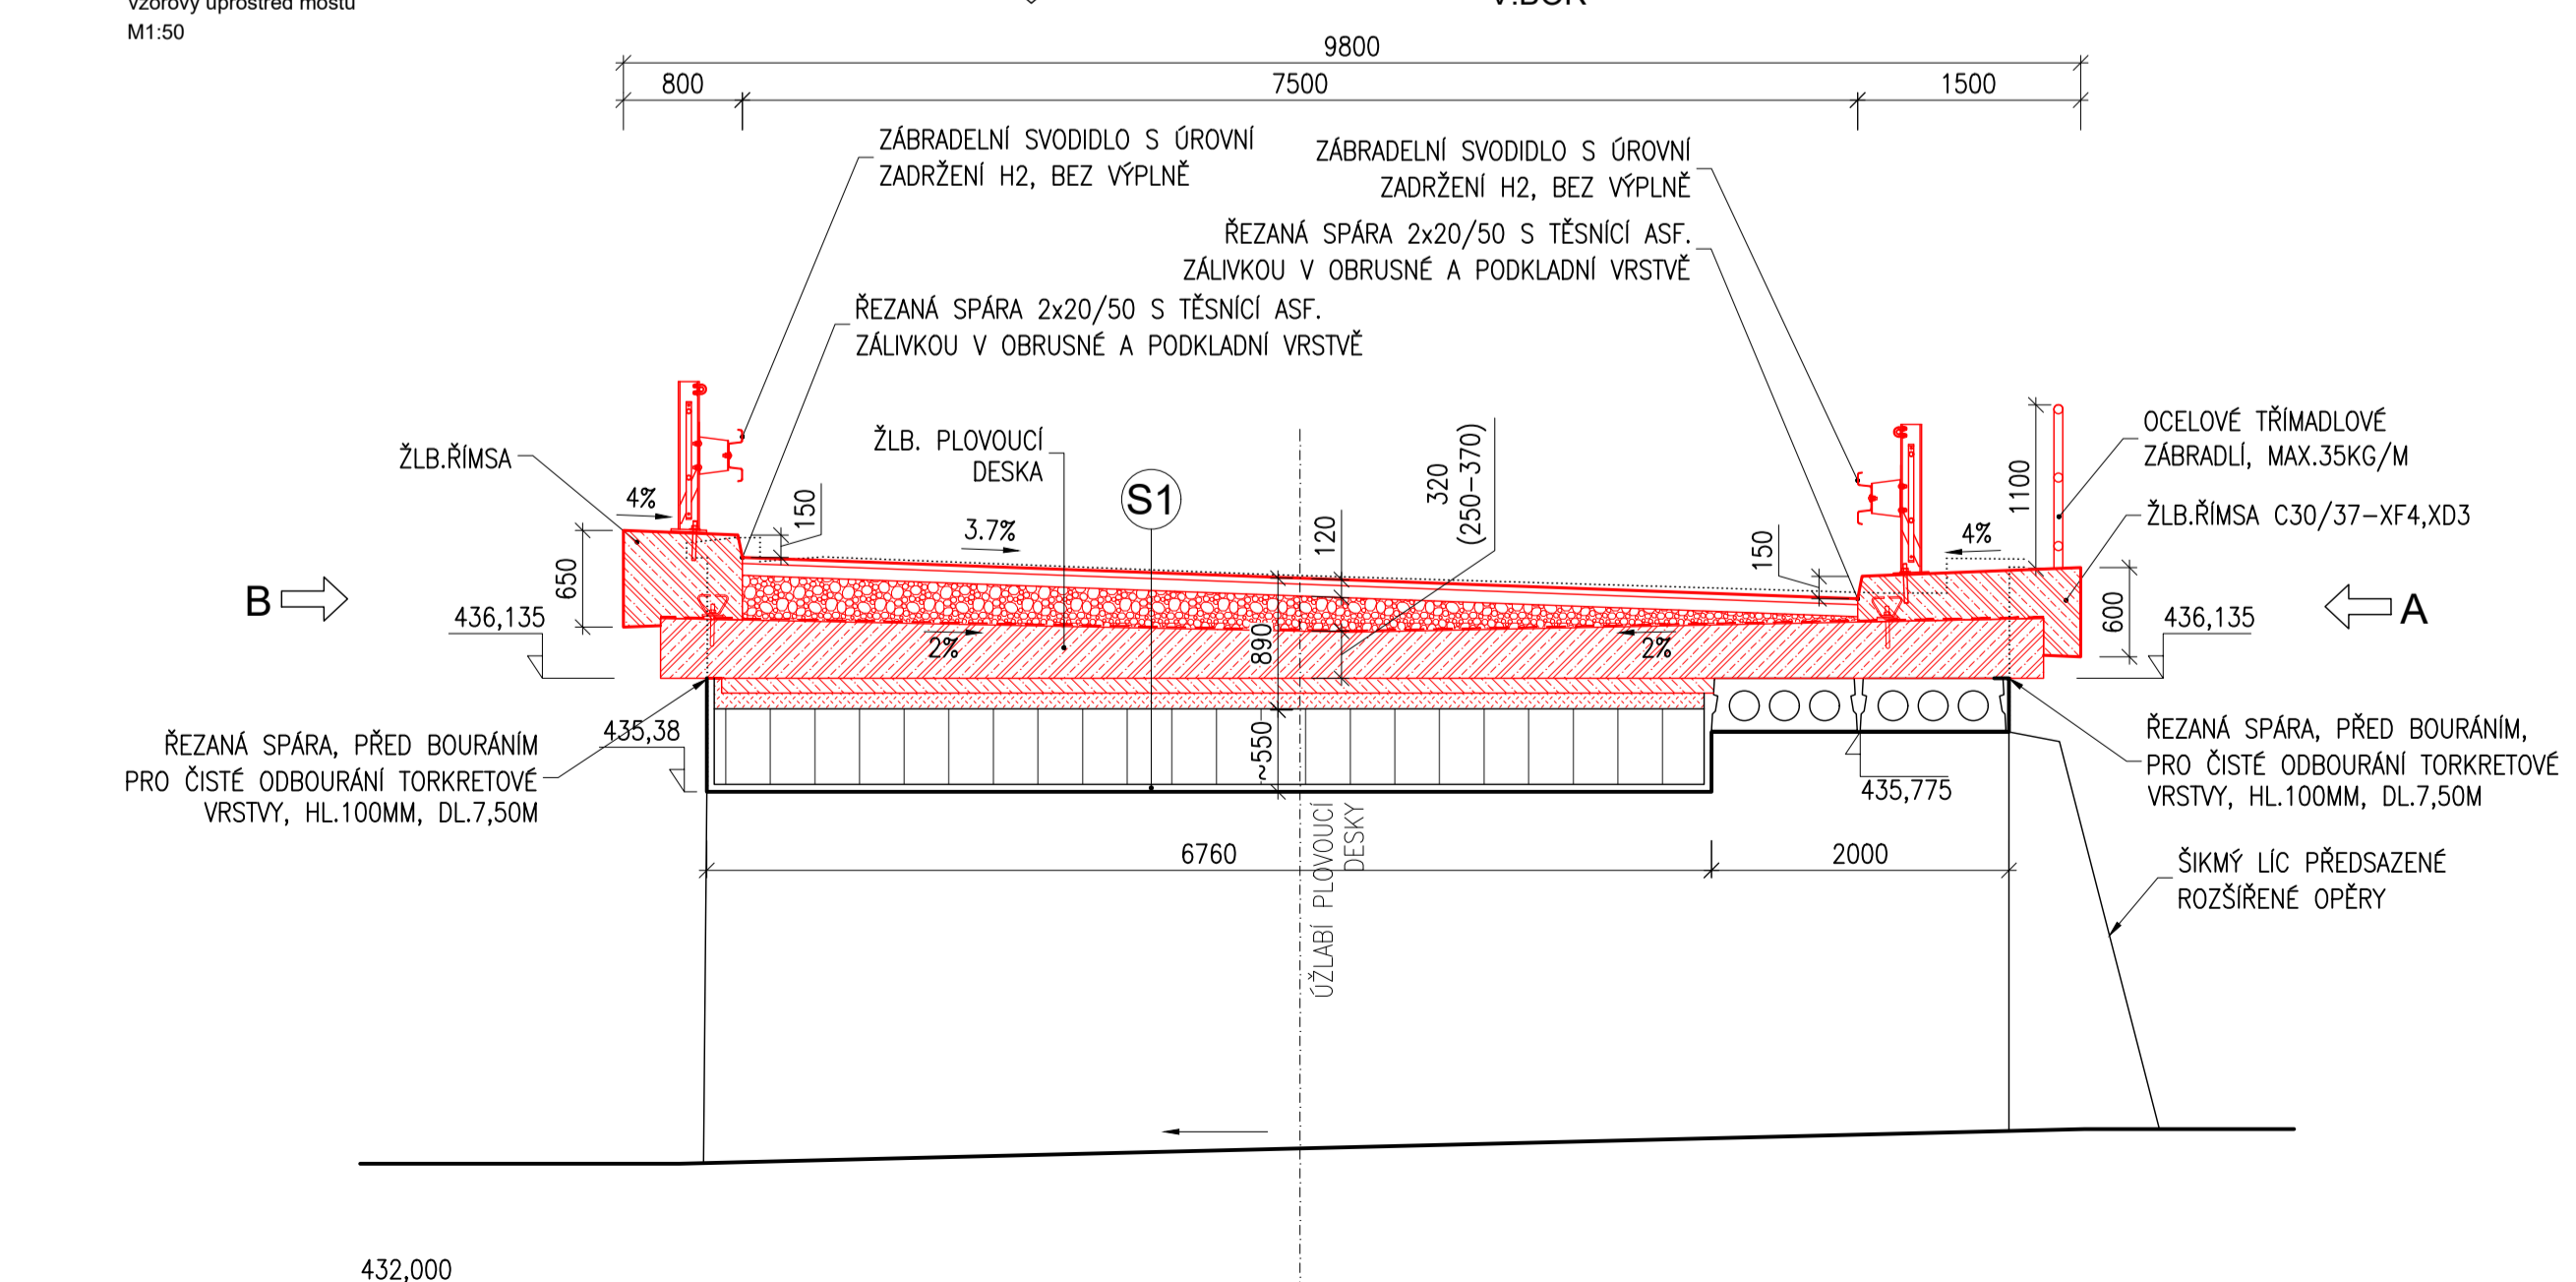 Vzorový uprostřed mostu
M1:50
9800
800
7500
1500
ZÁBRADELNÍ SVODIDLO S ÚROVNÍ
ZADRŽENÍ H2, BEZ VÝPLNĚ
ZÁBRADELNÍ SVODIDLO S ÚROVNÍ
ZADRŽENÍ H2, BEZ VÝPLNĚ
ŘEZANÁ SPÁRA 2x20/50 S TĚSNÍCÍ ASF.
ZÁLIVKOU V OBRUSNÉ A PODKLADNÍ VRSTVĚ
ŘEZANÁ SPÁRA 2x20/50 S TĚSNÍCÍ ASF.
ZÁLIVKOU V OBRUSNÉ A PODKLADNÍ VRSTVĚ
ŽLB.ŘÍMSA
ŽLB. PLOVOUCÍ
DESKA
S1
320
(250-370)
OCELOVÉ TŘÍMADLOVÉ
ZÁBRADLÍ, MAX.35KG/M
1100
ŽLB.ŘÍMSA C30/37-XF4,XD3
4%
150
3.7%
120
150
4%
650
B
436,135
2%
890
2%
600
436,135
A
ŘEZANÁ SPÁRA, PŘED BOURÁNÍM
PRO ČISTÉ ODBOURÁNÍ TORKRETOVÉ
VRSTVY, HL.100MM, DL.7,50M
435,38
~550
435,775
ŘEZANÁ SPÁRA, PŘED BOURÁNÍM,
PRO ČISTÉ ODBOURÁNÍ TORKRETOVÉ
VRSTVY, HL.100MM, DL.7,50M
6760
2000
ÚŽLABÍ PLOVOUCÍ
DESKY
ŠIKMÝ LÍC PŘEDSAZENÉ
ROZŠÍŘENÉ OPĚRY
432,000